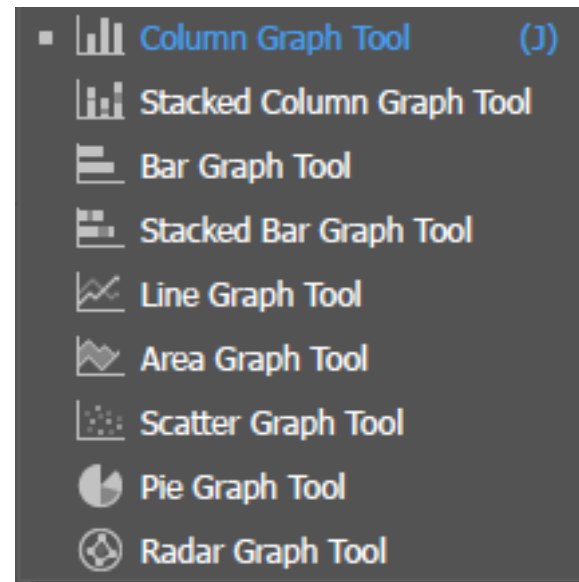 Column Graph Tool (J)
Stacked Column Graph Tool
Bar Graph Tool
Stacked Bar Graph Tool
Line Graph Tool
Area Graph Tool
Scatter Graph Tool
Pie Graph Tool
Radar Graph Tool